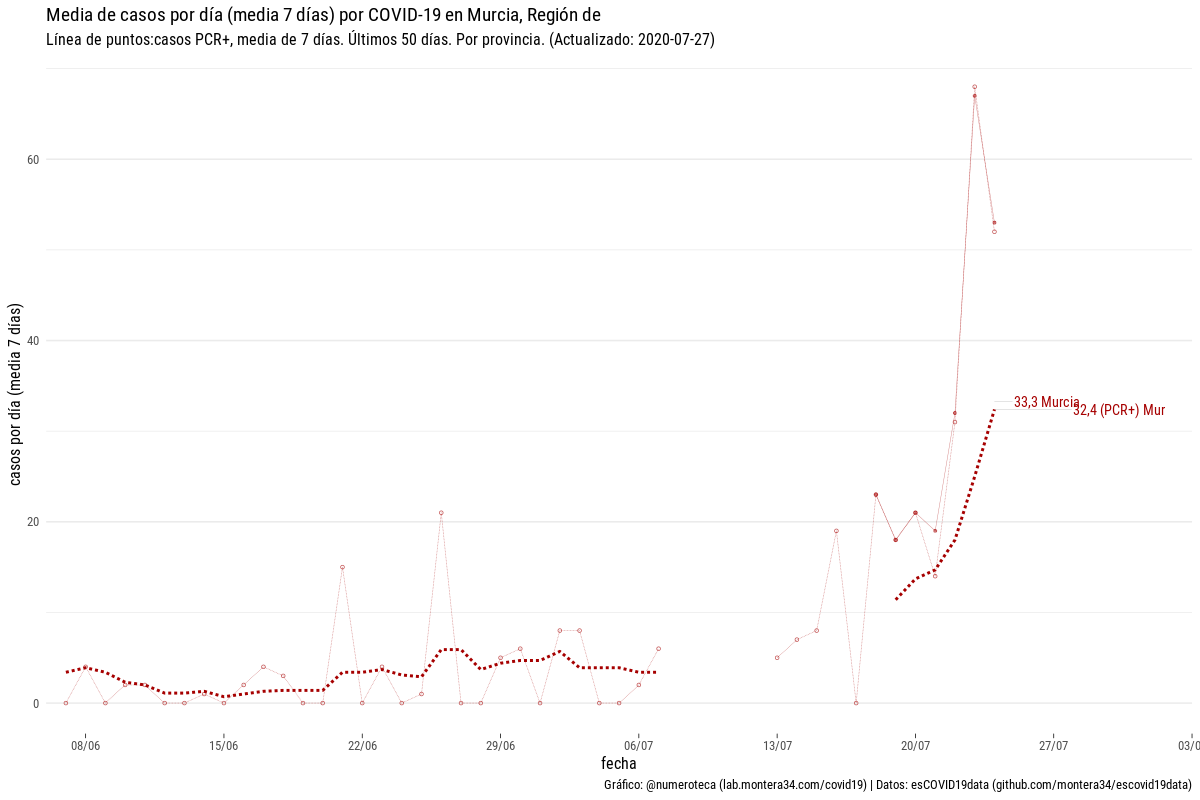 Media de casos por día (media 7 días) por COVID-19 en Murcia, Región de
Línea de puntos:casos PCR+, media de 7 días. Últimos 50 días. Por provincia. (Actualizado: 2020-07-27)
casos por día (media 7 días)
60
40
20
0
33,3 Murcia
32,4 (PCR+) Mur
08/06
15/06
22/06
29/06
06/07
13/07
20/07
27/07
03/0
fecha
Gráfico: @numeroteca (lab.montera34.com/covid19) | Datos: esCOVID19data (github.com/montera34/escovid19data)